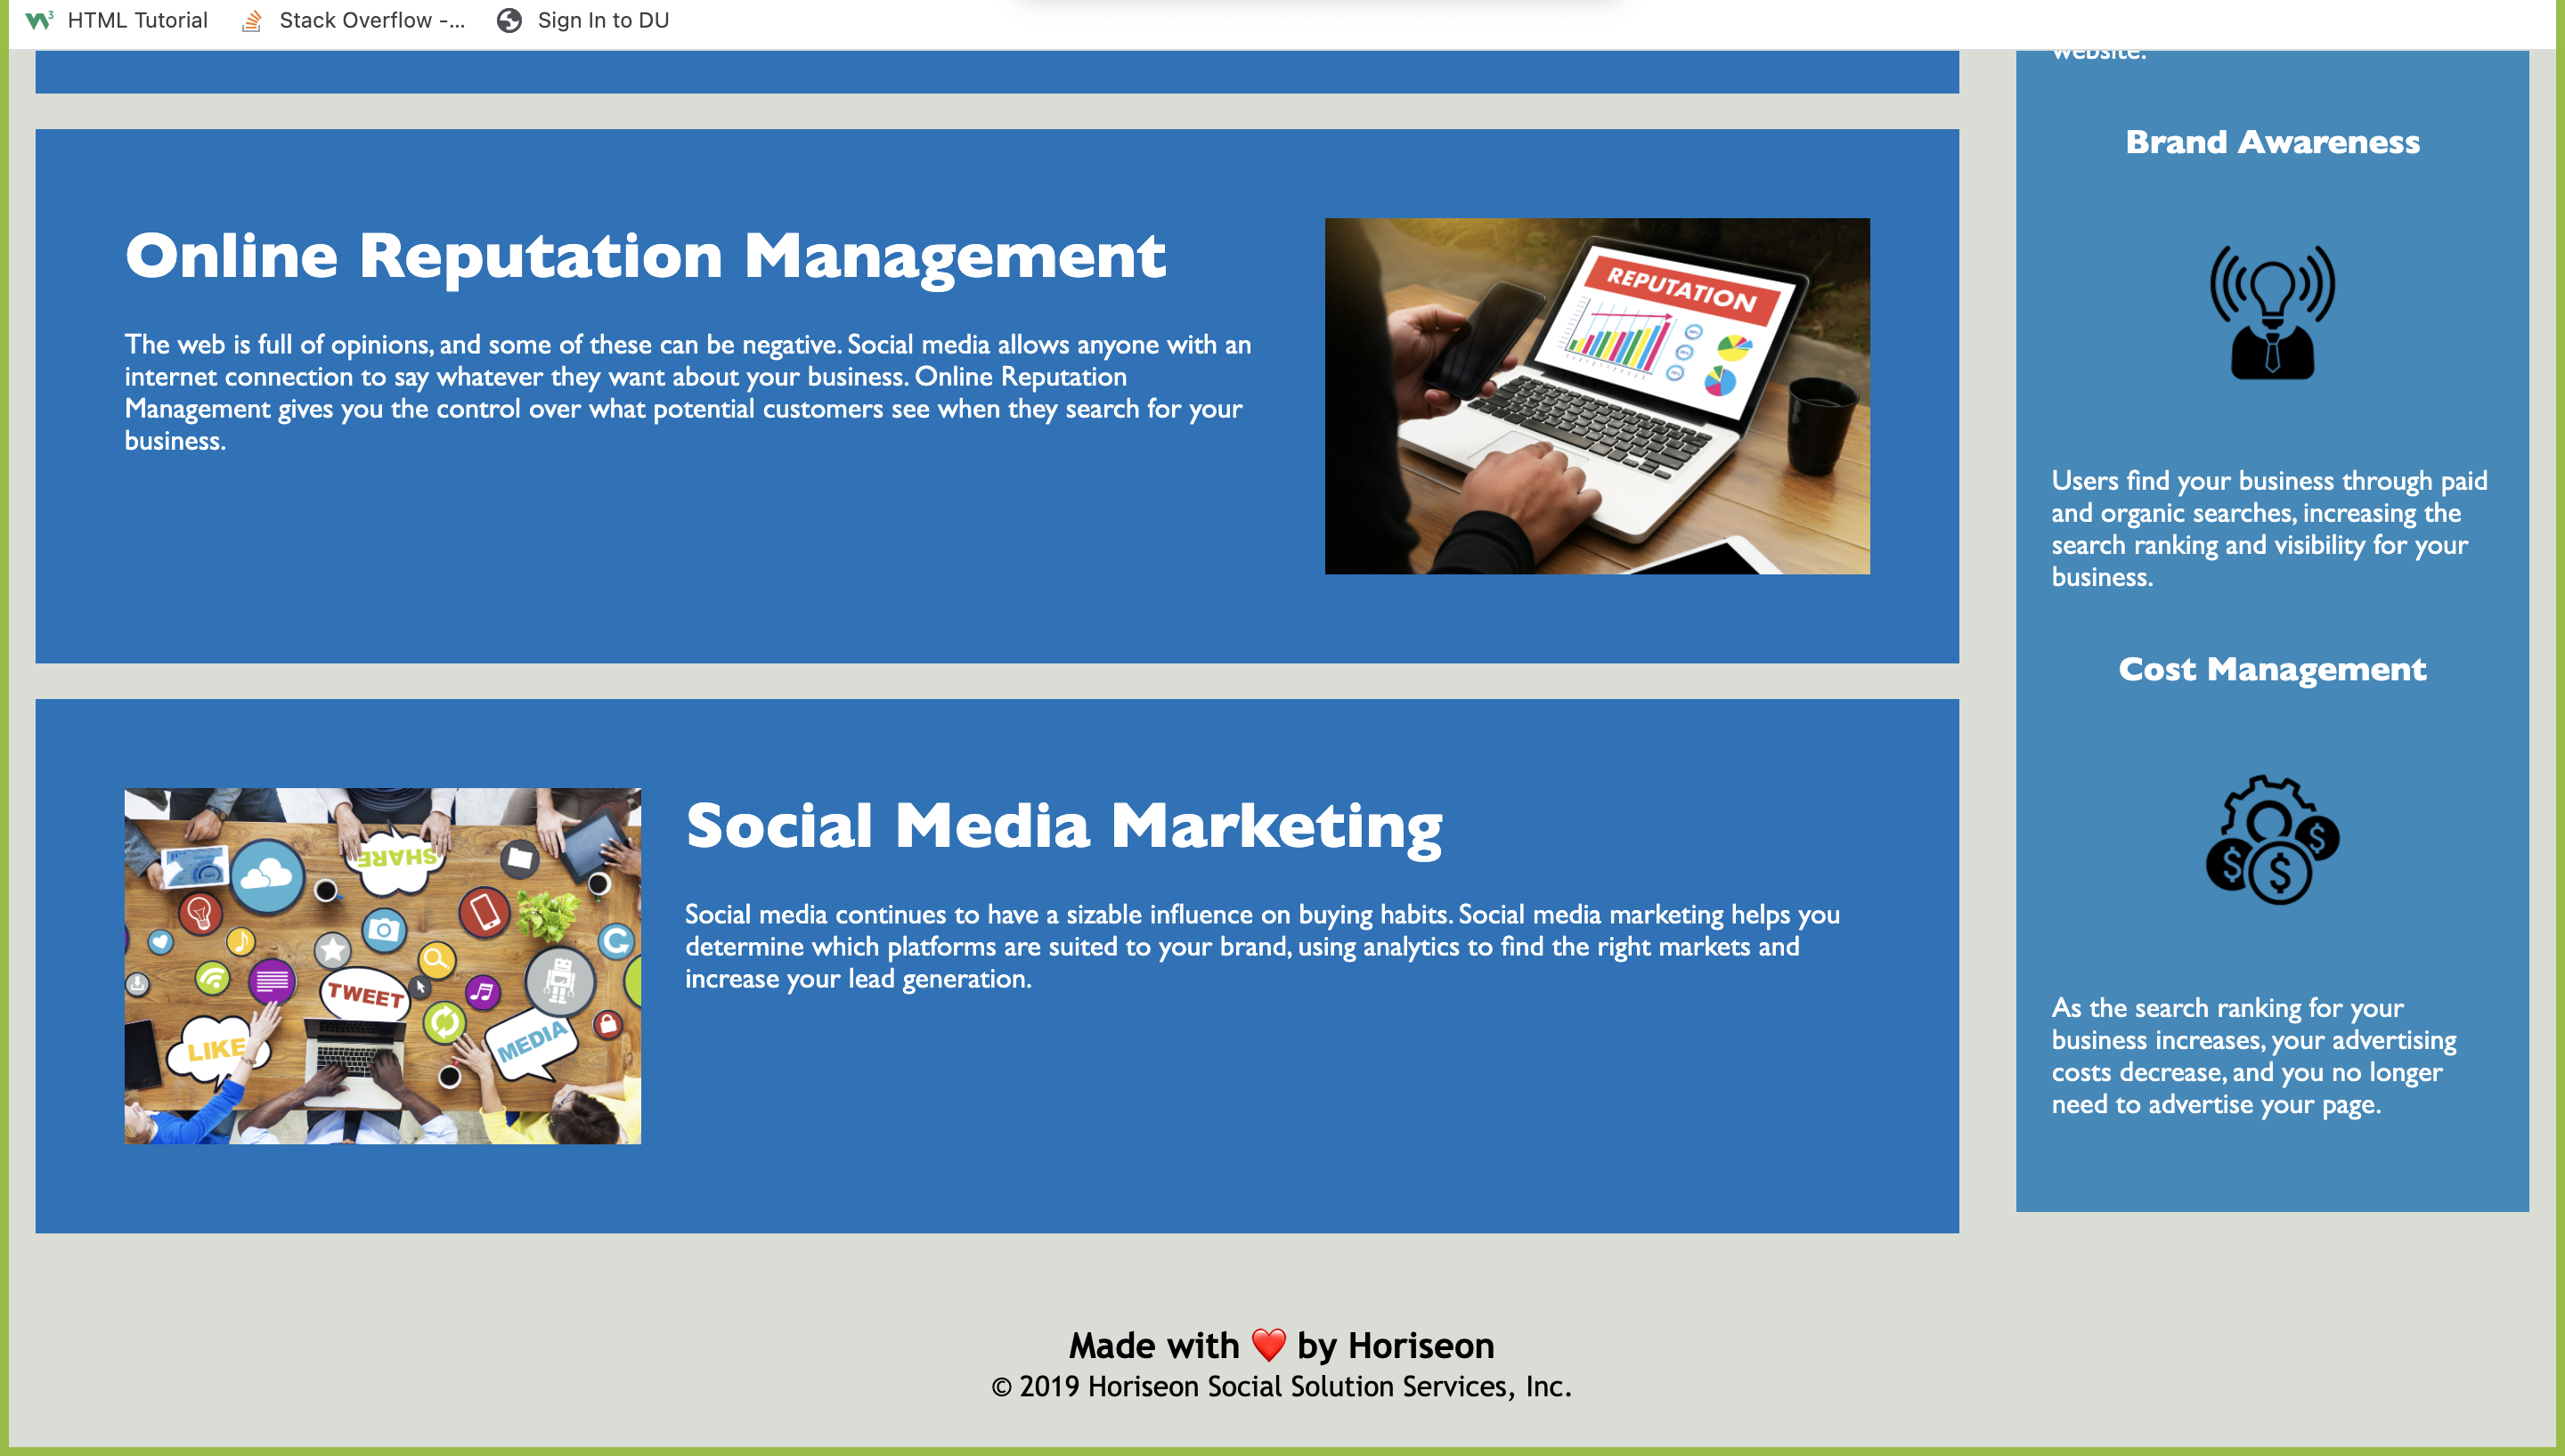 HTML Tutorial
Stack Overflow -...
Sign In to DU
website.
Brand Awareness
Online Reputation Management
REPUTATION
The web is full of opinions, and some of these can be negative. Social media allows anyone with an
internet connection to say whatever they want about your business. Online Reputation
Management gives you the control over what potential customers see when they search for your
business.
Users find your business through paid
and organic searches, increasing the
search ranking and visibility for your
business.
Cost Management
Social Media Marketing
SHARE
TWEET
LIKE
MEDIA
Social media continues to have a sizable influence on buying habits. Social media marketing helps you
determine which platforms are suited to your brand, using analytics to find the right markets and
increase your lead generation.
As the search ranking for your
business increases, your advertising
costs decrease, and you no longer
need to advertise your page.
Made with ❤️ by Horiseon
© 2019 Horiseon Social Solution Services, Inc.